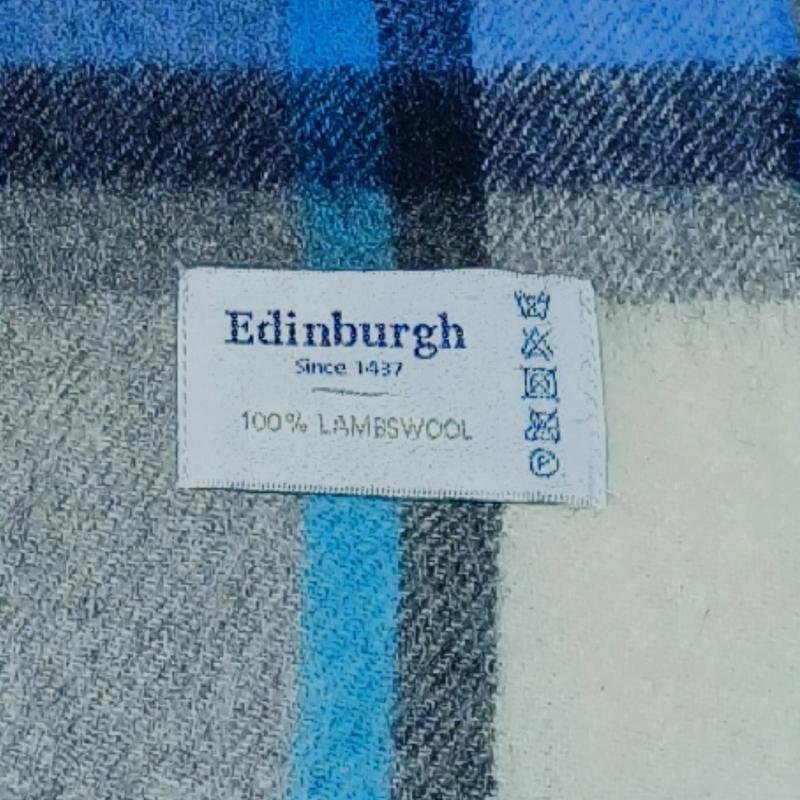 Edinburgh
Since 1437
100% LAMBSWOOL
P